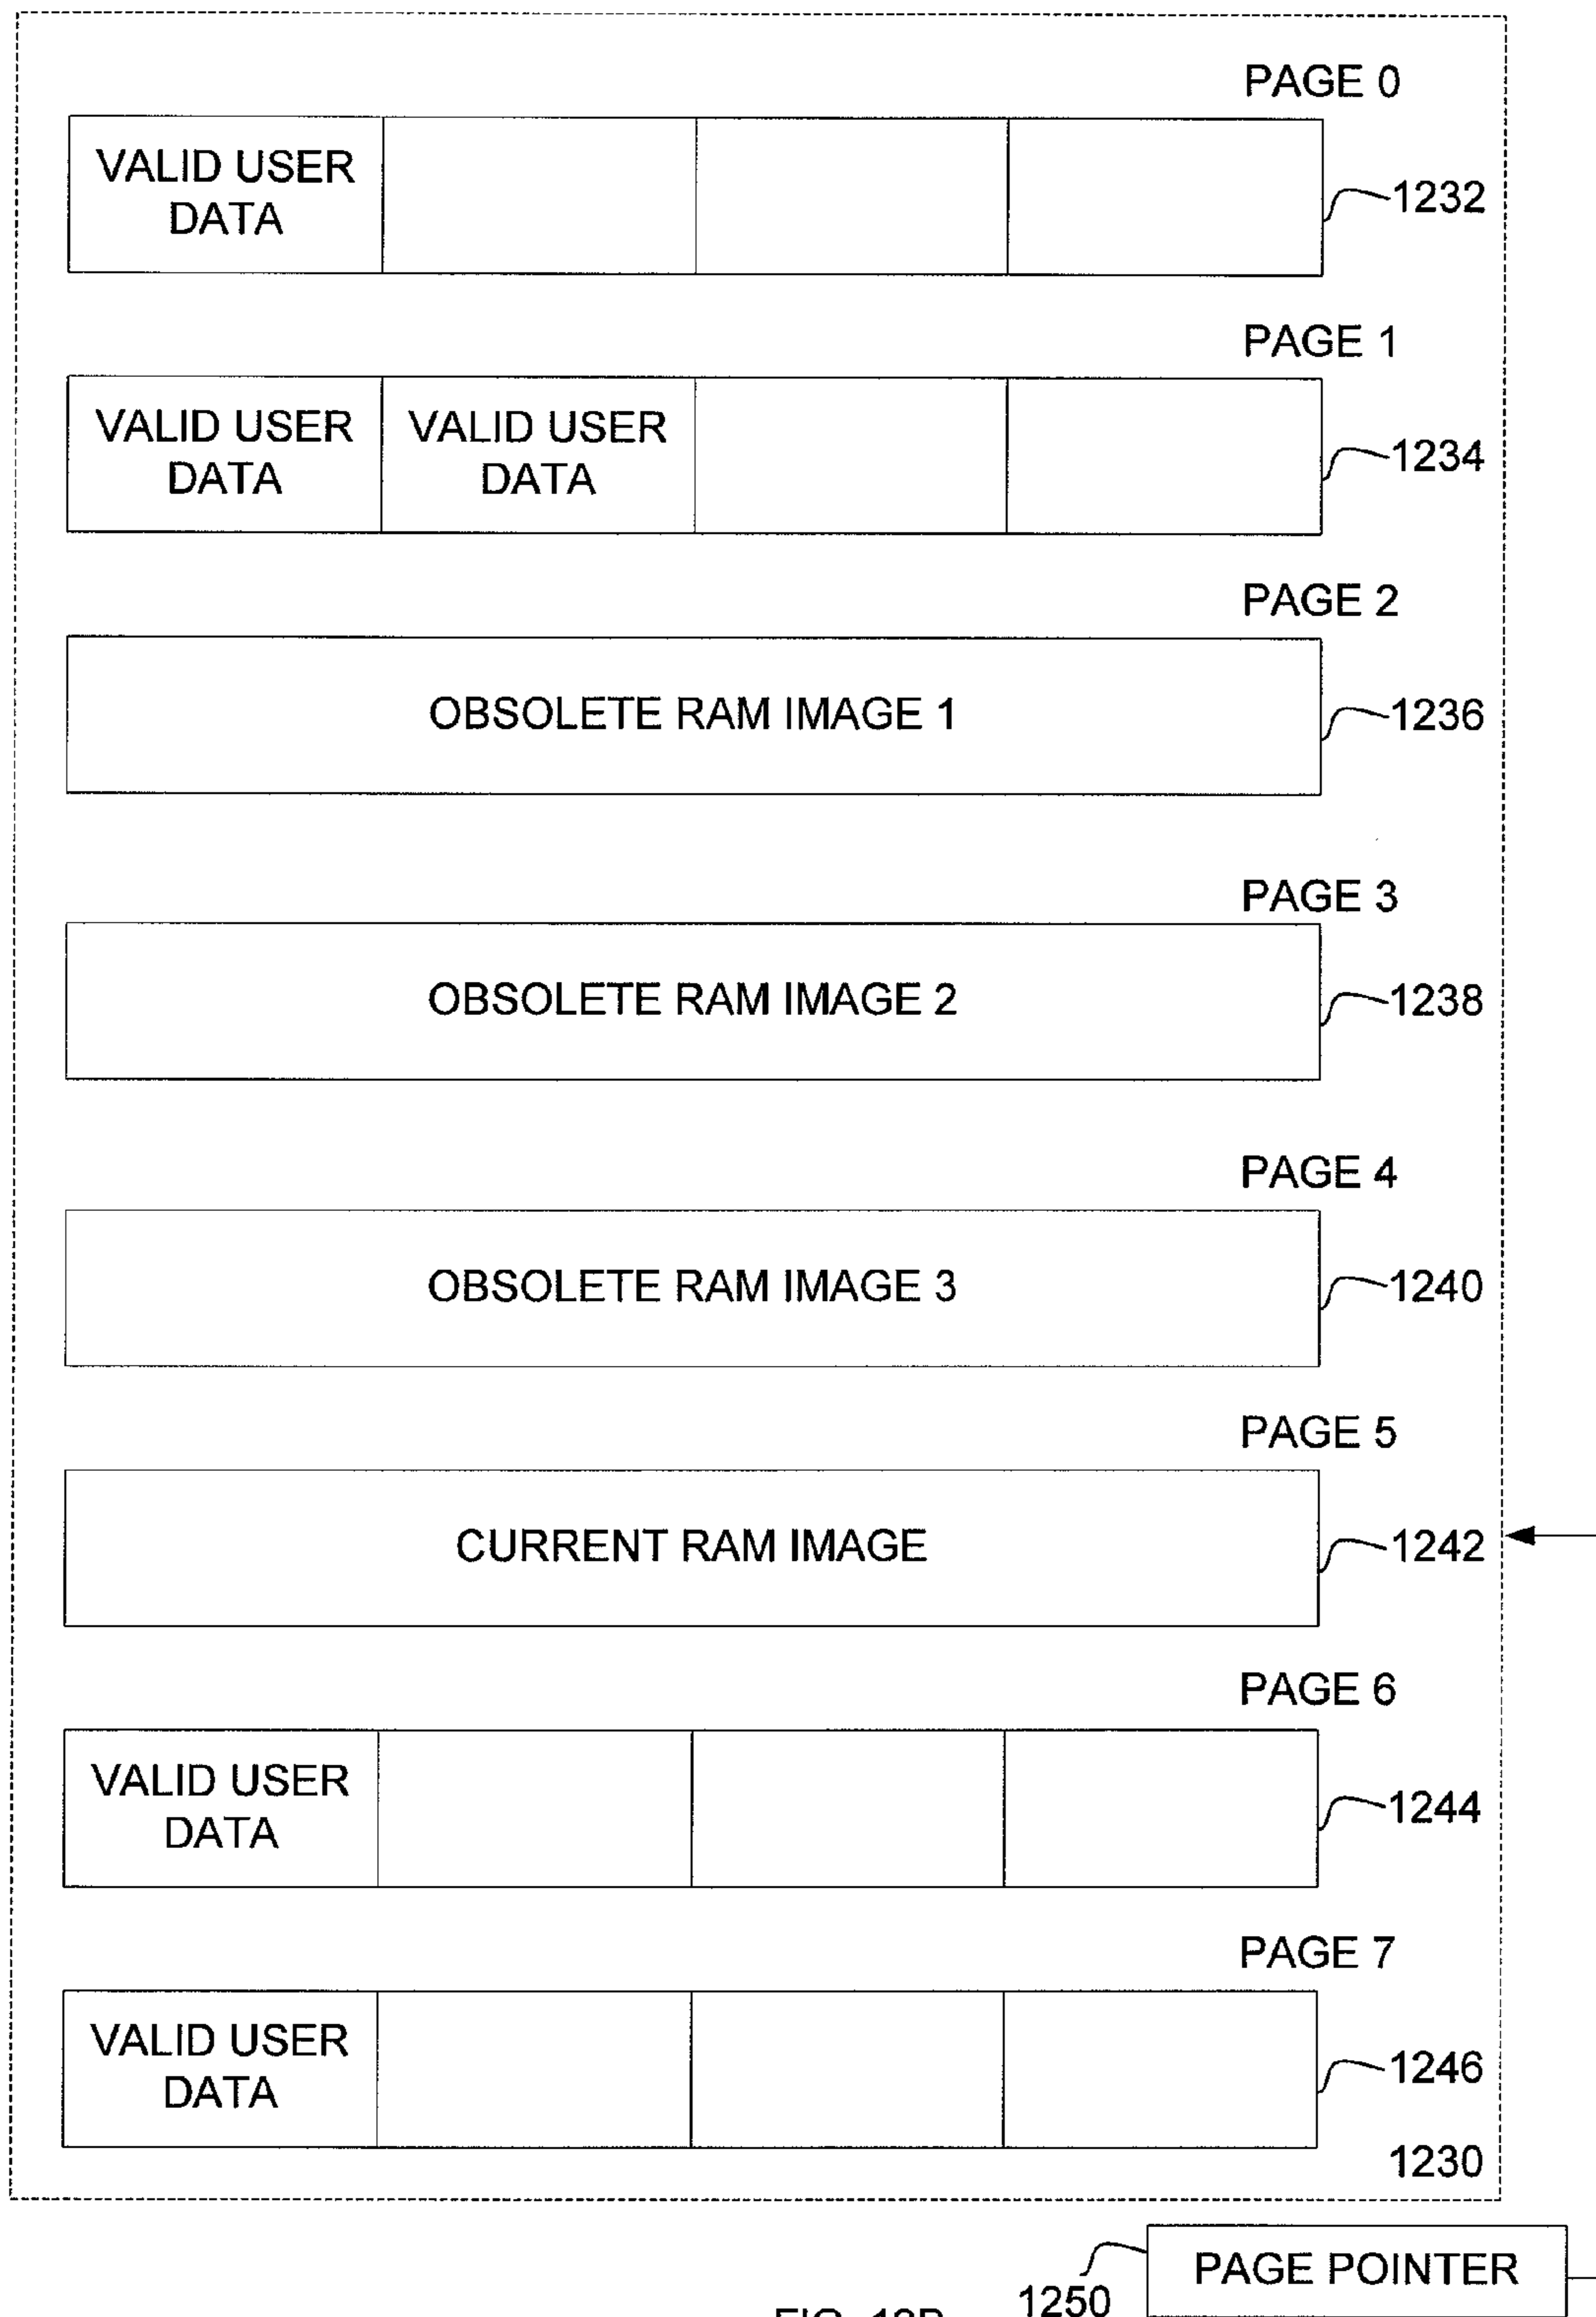 PAGE 0
VALID USER
DATA
1232
PAGE 1
VALID USER
DATA
VALID USER
DATA
1234
PAGE 2
OBSOLETE RAM IMAGE 1
1236
PAGE 3
OBSOLETE RAM IMAGE 2
1238
PAGE 4
OBSOLETE RAM IMAGE 3
1240
PAGE 5
CURRENT RAM IMAGE
1242
PAGE 6
VALID USER
DATA
1244
PAGE 7
VALID USER
DATA
1246
1230
PAGE POINTER
1250